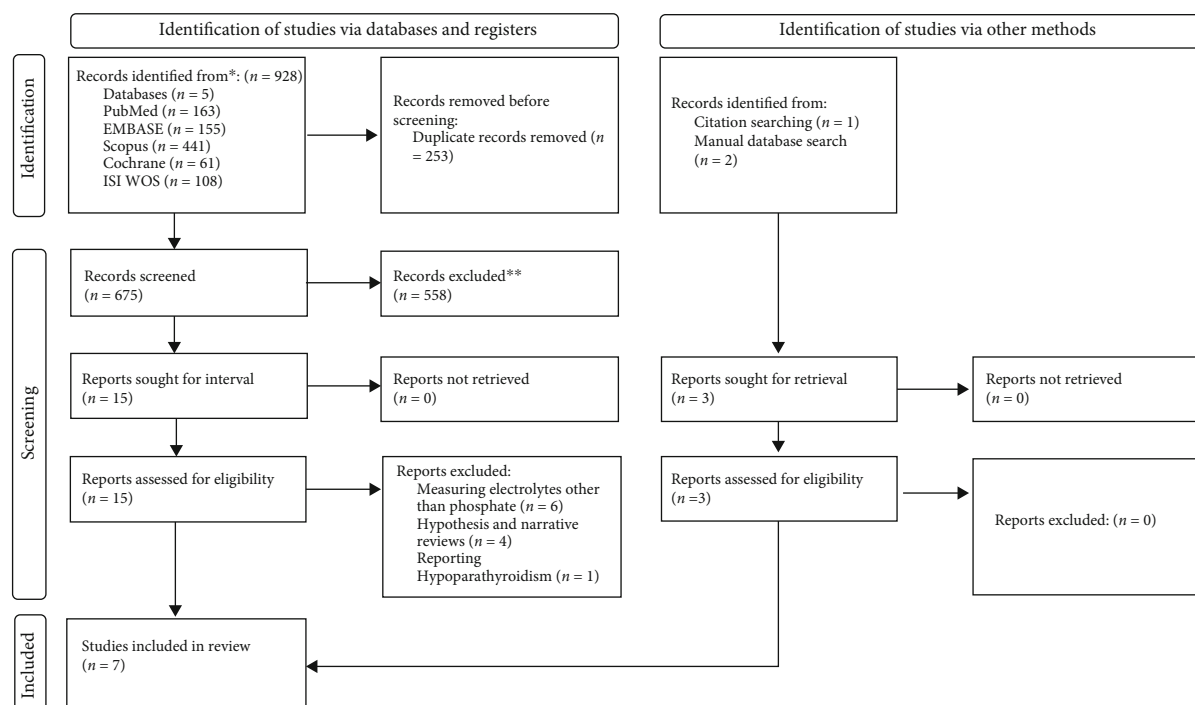 Identification of studies via databases and registers
Identification of studies via other methods
Identification
Records identified from*: (n = 928)
Databases (n = 5)
PubMed (n = 163)
EMBASE (n = 155)
Scopus (n = 441)
Cochrane (n = 61)
ISI WOS (n = 108)
Records removed before
screening:
Duplicate records removed (n
= 253)
Records identified from:
Citation searching (n = 1)
Manual database search
(n = 2)
Screening
Records screened
(n = 675)
Records excluded**
(n = 558)
Reports sought for interval
(n = 15)
Reports not retrieved
(n = 0)
Reports sought for retrieval
(n = 3)
Reports not retrieved
(n = 0)
Reports assessed for eligibility
(n = 15)
Reports excluded:
Measuring electrolytes other
than phosphate (n = 6)
Hypothesis and narrative
reviews (n = 4)
Reporting
Hypoparathyroidism (n = 1)
Reports assessed for eligibility
(n =3)
Reports excluded: (n = 0)
Included
Studies included in review
(n = 7)